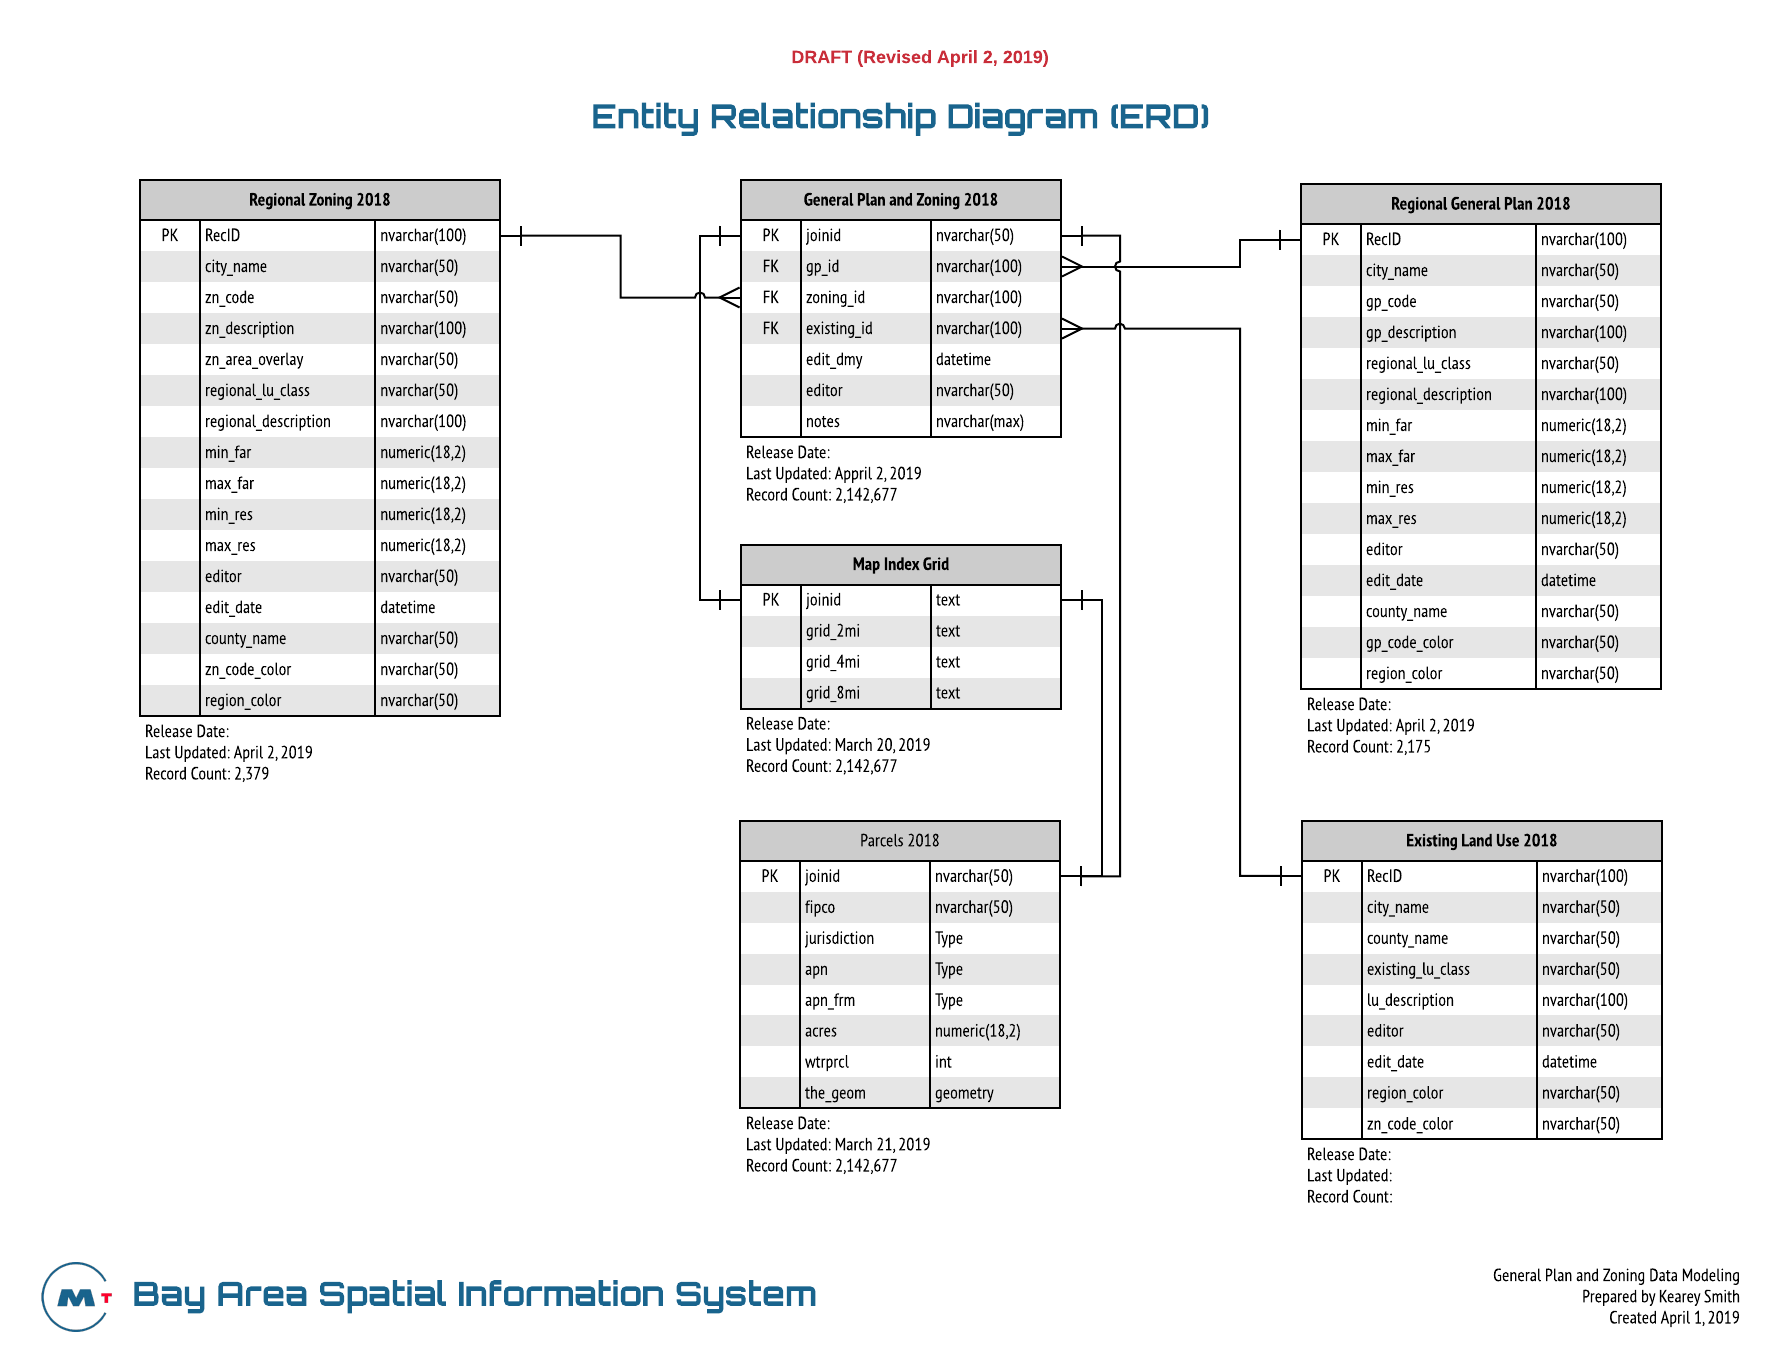 DRAFT (Revised April 2, 2019)
Entity Relationship Diagram (ERD)
Regional Zoning 2018
PK RecID nvarchar(100)
city_name nvarchar(50)
zn_code nvarchar(50)
zn_description nvarchar(100)
zn_area_overlay nvarchar(50)
regional_lu_class nvarchar(50)
regional_description nvarchar(100)
min_far numeric(18,2)
max_far numeric(18,2)
min_res numeric(18,2)
max_res numeric(18,2)
editor nvarchar(50)
edit_date datetime
county_name nvarchar(50)
zn_code_color nvarchar(50)
region_color nvarchar(50)
Release Date:
Last Updated: April 2, 2019
Record Count: 2,379
General Plan and Zoning 2018
PK joinid nvarchar(50)
FK gp_id nvarchar(100)
FK zoning_id nvarchar(100)
FK existing_id nvarchar(100)
edit_dmy datetime
editor nvarchar(50)
notes nvarchar(max)
Release Date:
Last Updated: Appril 2, 2019
Record Count: 2,142,677
Map Index Grid
PK joinid text
grid_2mi text
grid_4mi text
grid_8mi text
Release Date:
Last Updated: March 20, 2019
Record Count: 2,142,677
Parcels 2018
PK joinid nvarchar(50)
fipco nvarchar(50)
jurisdiction Type
apn Type
apn_frm Type
acres numeric(18,2)
wtrprcl int
the_geom geometry
Release Date:
Last Updated: March 21, 2019
Record Count: 2,142,677
Regional General Plan 2018
PK RecID nvarchar(100)
city_name nvarchar(50)
gp_code nvarchar(50)
gp_description nvarchar(100)
regional_lu_class nvarchar(50)
regional_description nvarchar(100)
min_far numeric(18,2)
max_far numeric(18,2)
min_res numeric(18,2)
max_res numeric(18,2)
editor nvarchar(50)
edit_date datetime
county_name nvarchar(50)
gp_code_color nvarchar(50)
region_color nvarchar(50)
Release Date:
Last Updated: April 2, 2019
Record Count: 2,175
Existing Land Use 2018
PK RecID nvarchar(100)
city_name nvarchar(50)
county_name nvarchar(50)
existing_lu_class nvarchar(50)
lu_description nvarchar(100)
editor nvarchar(50)
edit_date datetime
region_color nvarchar(50)
zn_code_color nvarchar(50)
Release Date:
Last Updated:
Record Count:
M T
Bay Area Spatial Information System
General Plan and Zoning Data Modeling
Prepared by Kearey Smith
Created April 1, 2019